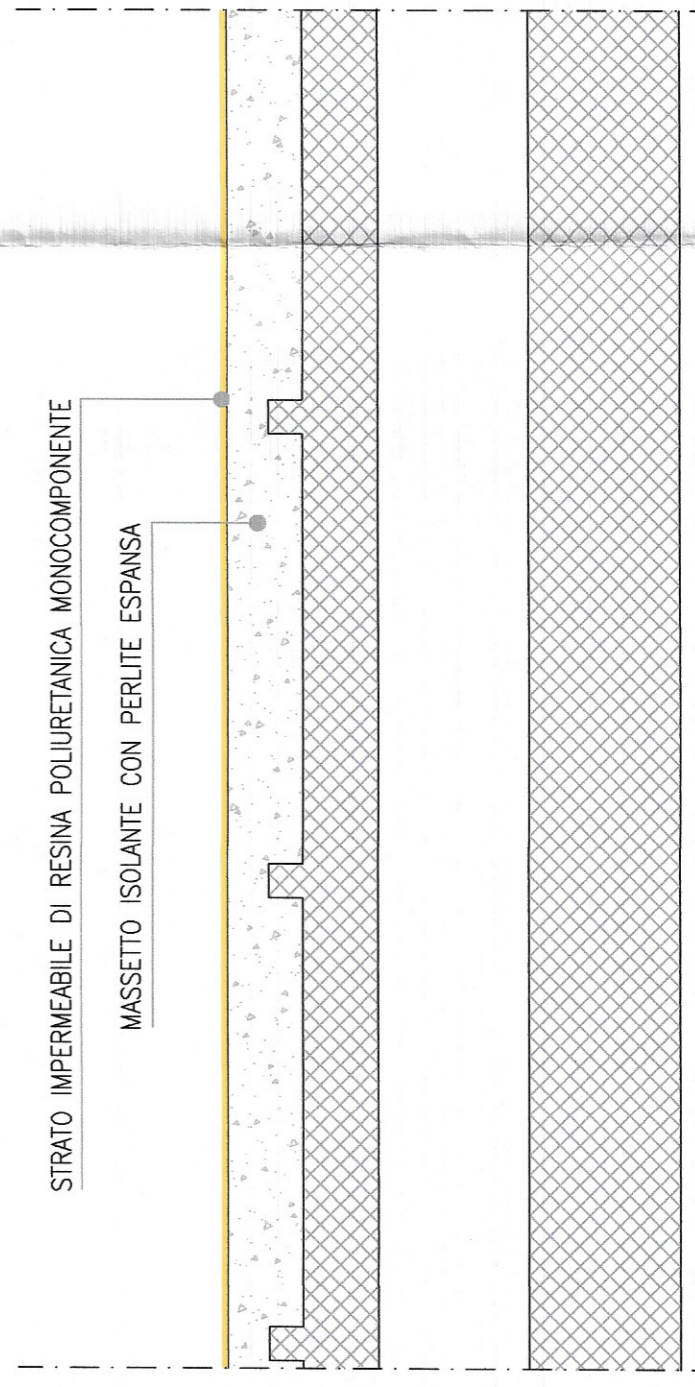 STRATO IMPERMEABILE DI RESINA POLIURETANICA MONOCOMPONENTE
MASSETTO ISOLANTE CON PERLITE ESPANSA